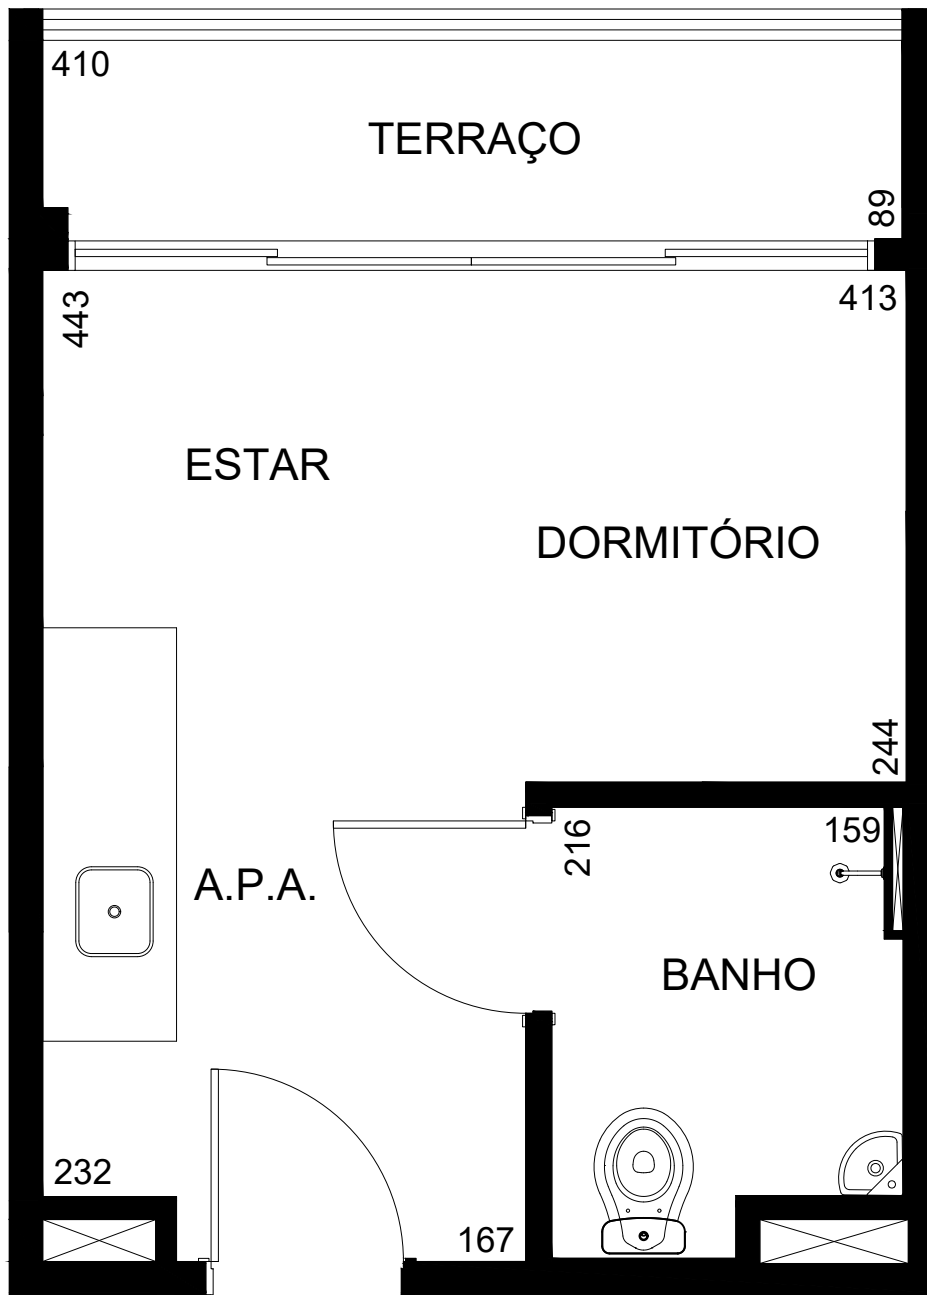 410
TERRAÇO
89
443
413
ESTAR
DORMITÓRIO
244
216
159
A.P.A.
BANHO
232
167